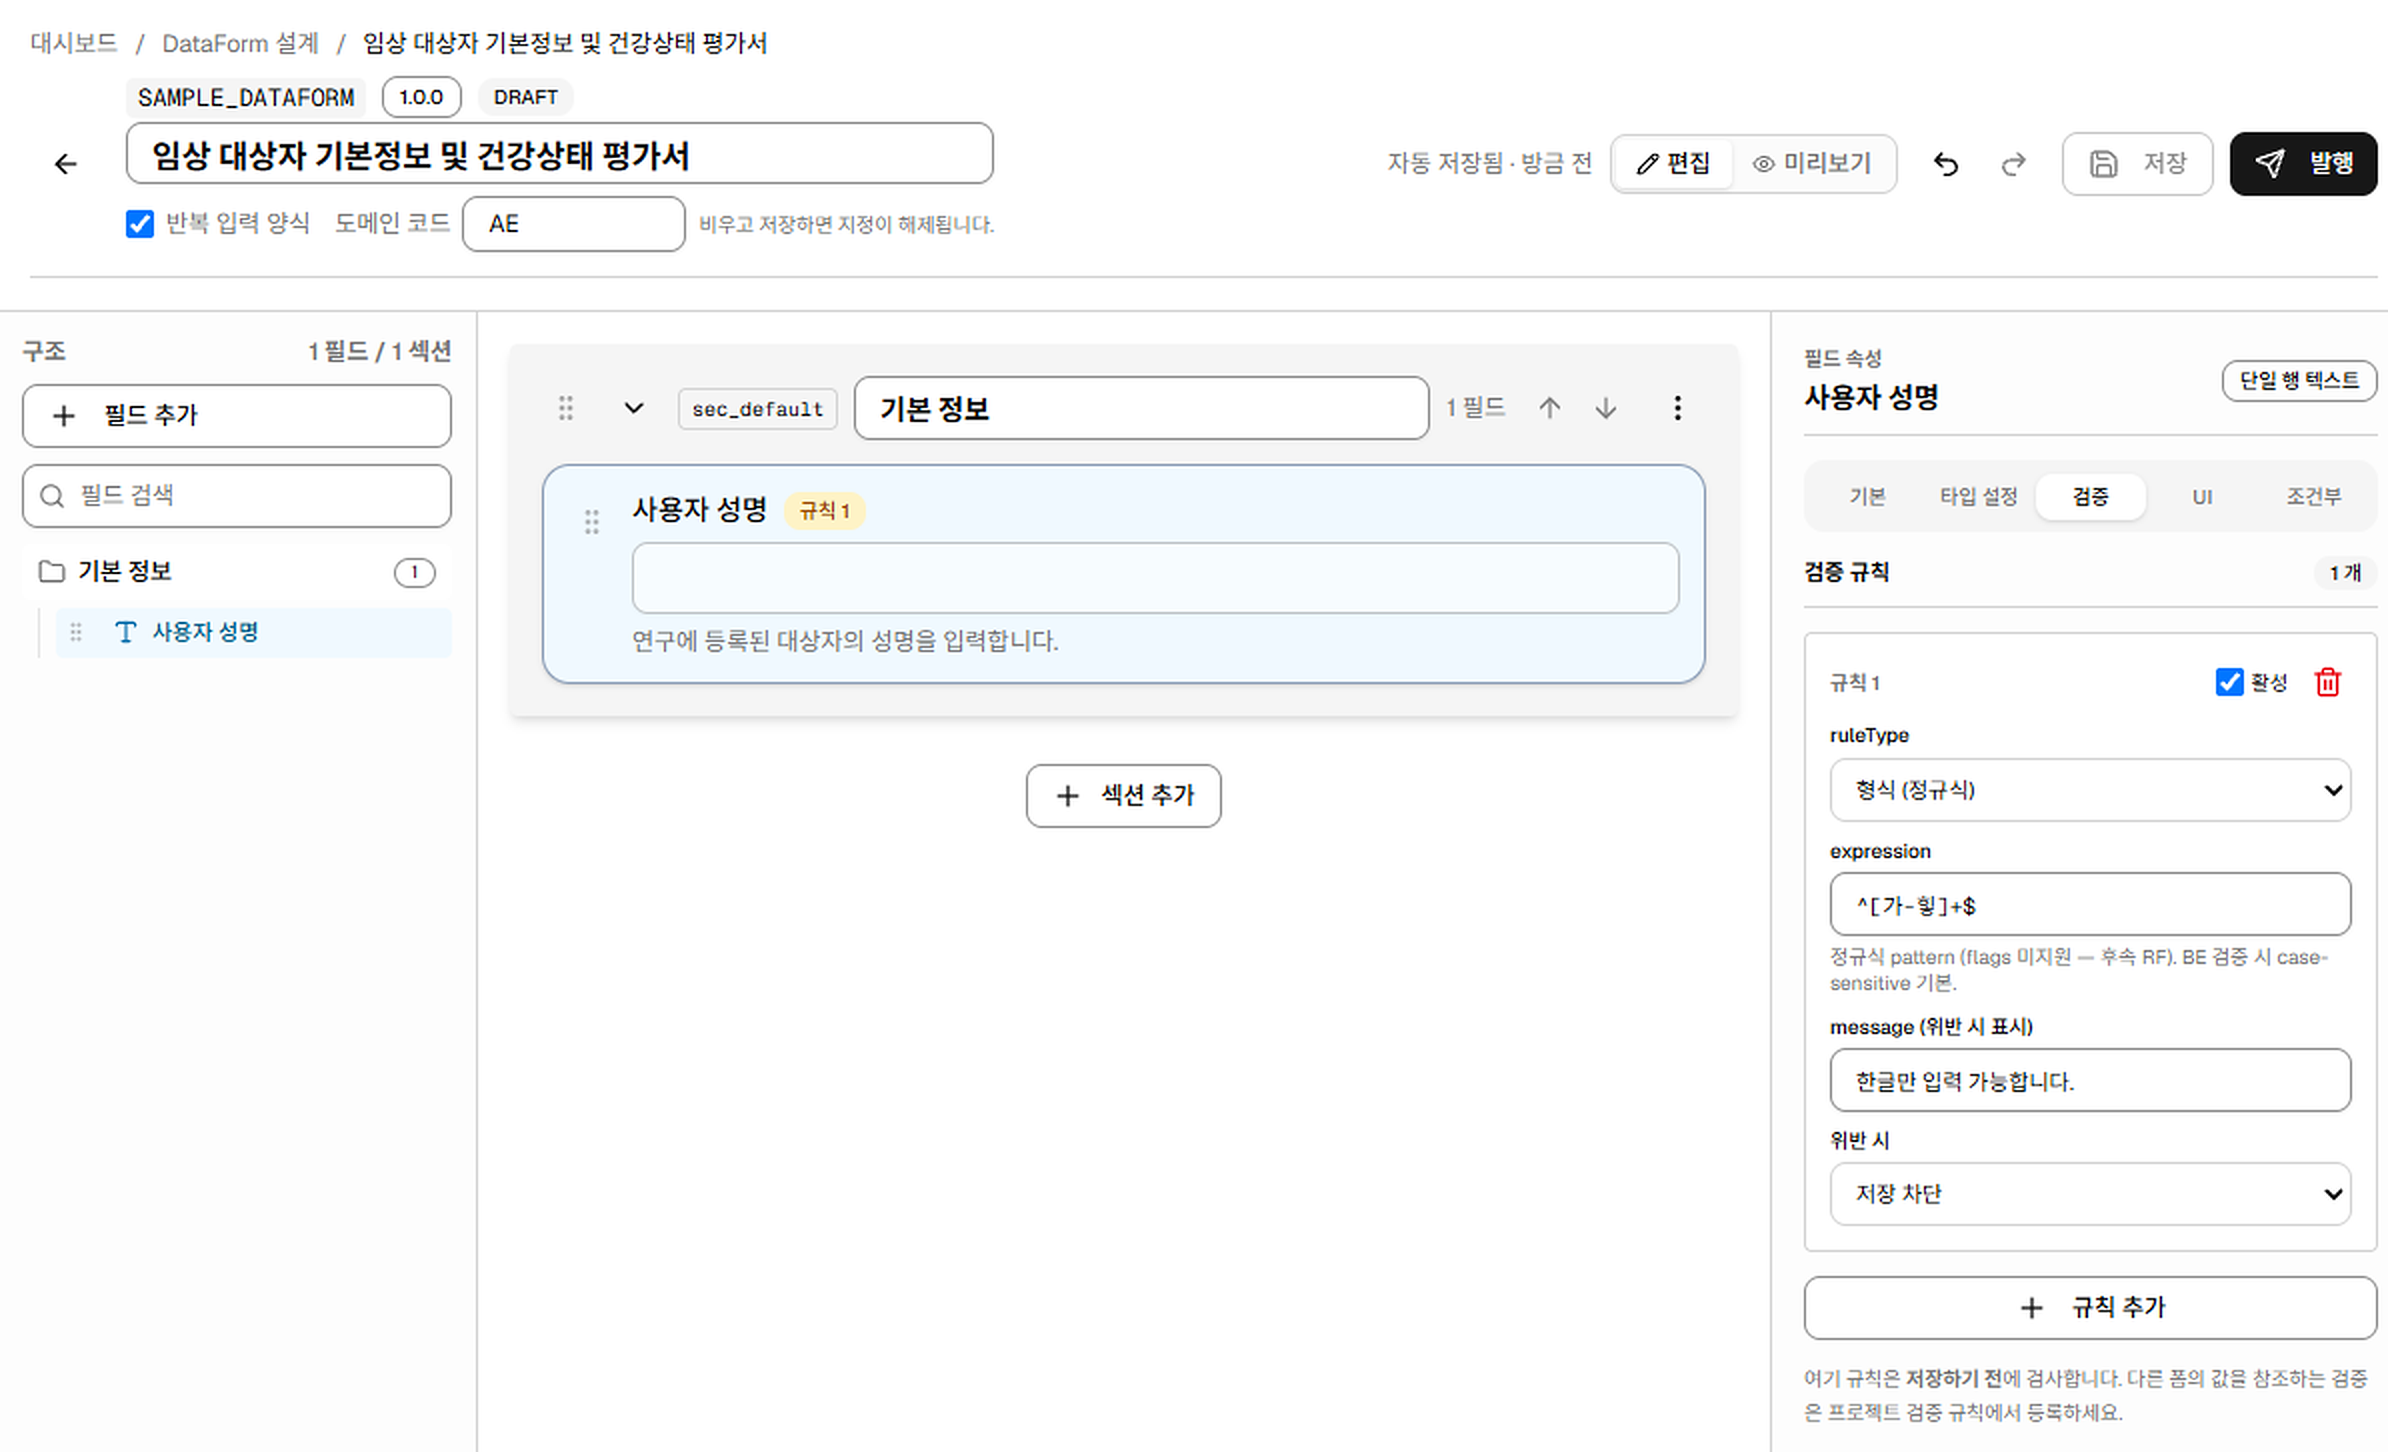 대시보드 / DataForm 설계 / 임상 대상자 기본정보 및 건강상태 평가서
SAMPLE_DATAFORM 1.0.0 DRAFT
임상 대상자 기본정보 및 건강상태 평가서
자동 저장됨 · 방금 전 편집 미리보기 저장 발행
반복 입력 양식 도메인 코드 AE 비우고 저장하면 지정이 해제됩니다.
구조 1 필드 / 1 섹션
필드 추가
필드 검색
기본 정보 1
사용자 성명
sec_default 기본 정보 1 필드
사용자 성명 규칙 1
연구에 등록된 대상자의 성명을 입력합니다.
섹션 추가
필드 속성
사용자 성명 단일 행 텍스트
기본 타입 설정 검증 UI 조건부
검증 규칙 1 개
규칙 1 활성
ruleType
형식 (정규식)
expression
^[가-힣]+$
정규식 pattern (flags 미지원 — 후속 RF). BE 검증 시 case-
sensitive 기본.
message (위반 시 표시)
한글만 입력 가능합니다.
위반 시
저장 차단
규칙 추가
여기 규칙은 저장하기 전에 검사합니다. 다른 폼의 값을 참조하는 검증
은 프로젝트 검증 규칙에서 등록하세요.